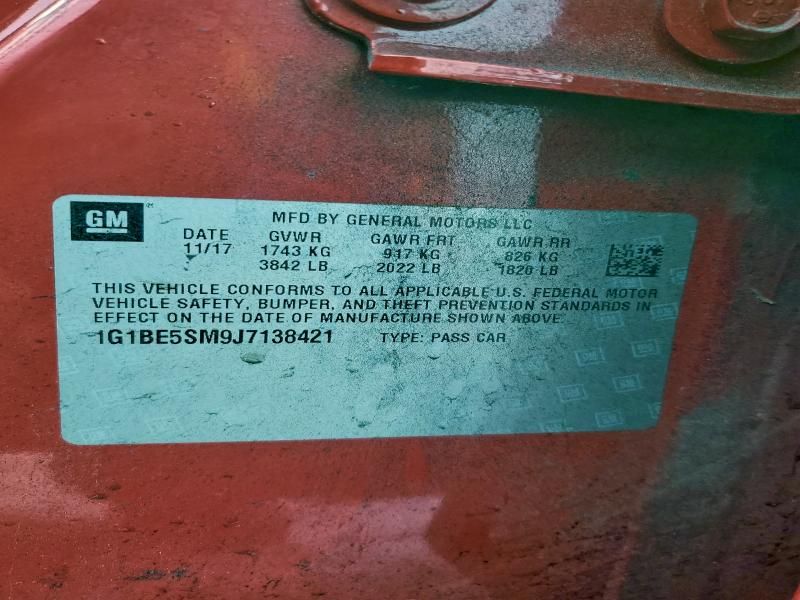 GM
MFD BY GENERAL MOTORS LLC
DATE GVWR GAWR FRT GAWR RR
11/17 1743 KG 917 KG 826 KG
3842 LB 2022 LB 1820 LB
THIS VEHICLE CONFORMS TO ALL APPLICABLE U.S. FEDERAL MOTOR
VEHICLE SAFETY, BUMPER, AND THEFT PREVENTION STANDARDS IN
EFFECT ON THE DATE OF MANUFACTURE SHOWN ABOVE.
1G1BE5SM9J7138421 TYPE: PASS CAR